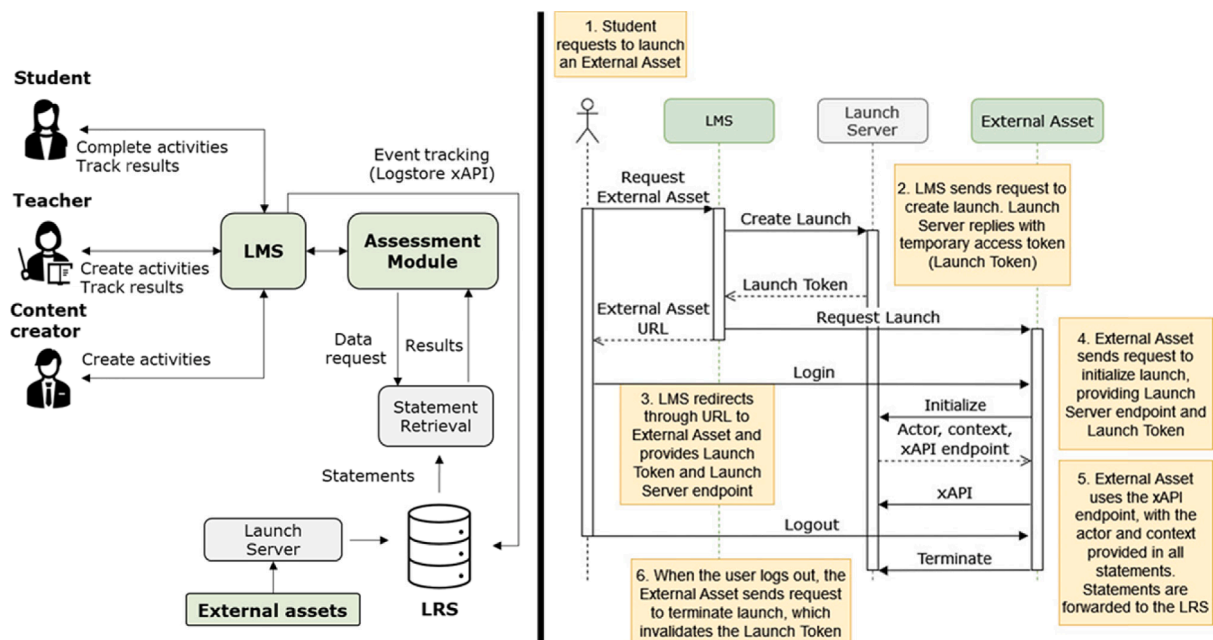 Student
Complete activities
Track results
Event tracking
(Logstore xAPI)
Teacher
LMS
Assessment
Module
Create activities
Track results
Content
creator
Create activities
Data
request
Results
Statement
Retrieval
Statements
Launch
Server
External assets
LRS
1. Student
requests to launch
an External Asset
LMS
Launch
Server
External Asset
Request
External Asset
Create Launch
2. LMS sends request to
create launch. Launch
Server replies with
temporary access token
(Launch Token)
Launch Token
External Asset
URL
Request Launch
4. External Asset
sends request to
initialize launch,
providing Launch
Server endpoint and
Launch Token
Login
3. LMS redirects
through URL to
External Asset and
provides Launch
Token and Launch
Server endpoint
Initialize
Actor, context,
xAPI endpoint
xAPI
5. External Asset
uses the xAPI
endpoint, with the
actor and context
provided in all
statements.
Statements are
forwarded to the LRS
Logout
Terminate
6. When the user logs out, the
External Asset sends request
to terminate launch, which
invalidates the Launch Token